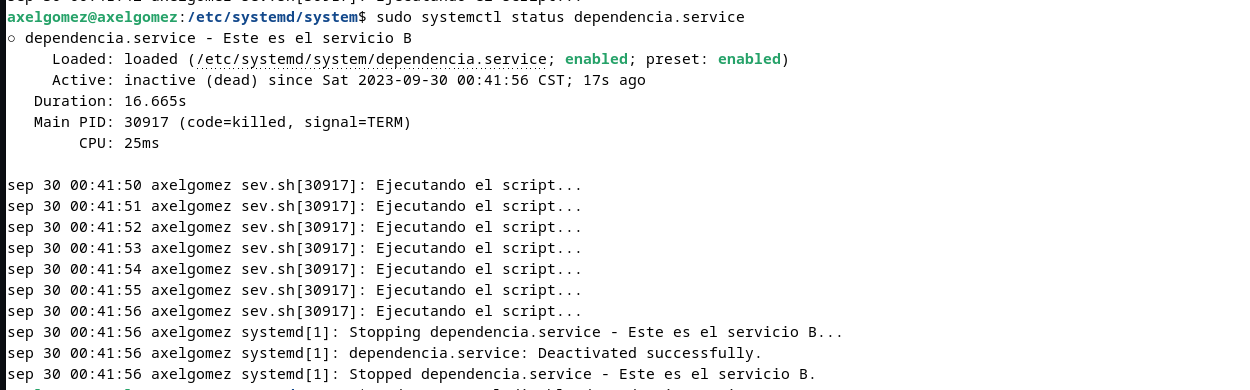 axelgomez@axelgomez:/etc/systemd/system$ sudo systemctl status dependencia.service
○ dependencia.service - Este es el servicio B
Loaded: loaded (/etc/systemd/system/dependencia.service; enabled; preset: enabled)
Active: inactive (dead) since Sat 2023-09-30 00:41:56 CST; 17s ago
Duration: 16.665s
Main PID: 30917 (code=killed, signal=TERM)
CPU: 25ms
sep 30 00:41:50 axelgomez sev.sh[30917]: Ejecutando el script...
sep 30 00:41:51 axelgomez sev.sh[30917]: Ejecutando el script...
sep 30 00:41:52 axelgomez sev.sh[30917]: Ejecutando el script...
sep 30 00:41:53 axelgomez sev.sh[30917]: Ejecutando el script...
sep 30 00:41:54 axelgomez sev.sh[30917]: Ejecutando el script...
sep 30 00:41:55 axelgomez sev.sh[30917]: Ejecutando el script...
sep 30 00:41:56 axelgomez sev.sh[30917]: Ejecutando el script...
sep 30 00:41:56 axelgomez systemd[1]: Stopping dependencia.service - Este es el servicio B...
sep 30 00:41:56 axelgomez systemd[1]: dependencia.service: Deactivated successfully.
sep 30 00:41:56 axelgomez systemd[1]: Stopped dependencia.service - Este es el servicio B.